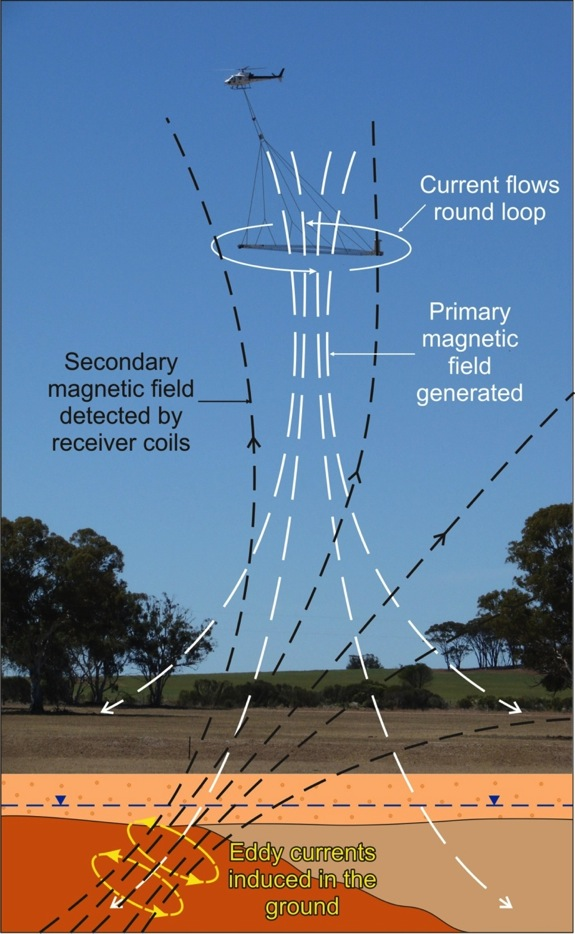 Current flows
round loop
Primary
magnetic
field
generated
Secondary
magnetic field
detected by
receiver coils
Eddy currents
induced in the
ground